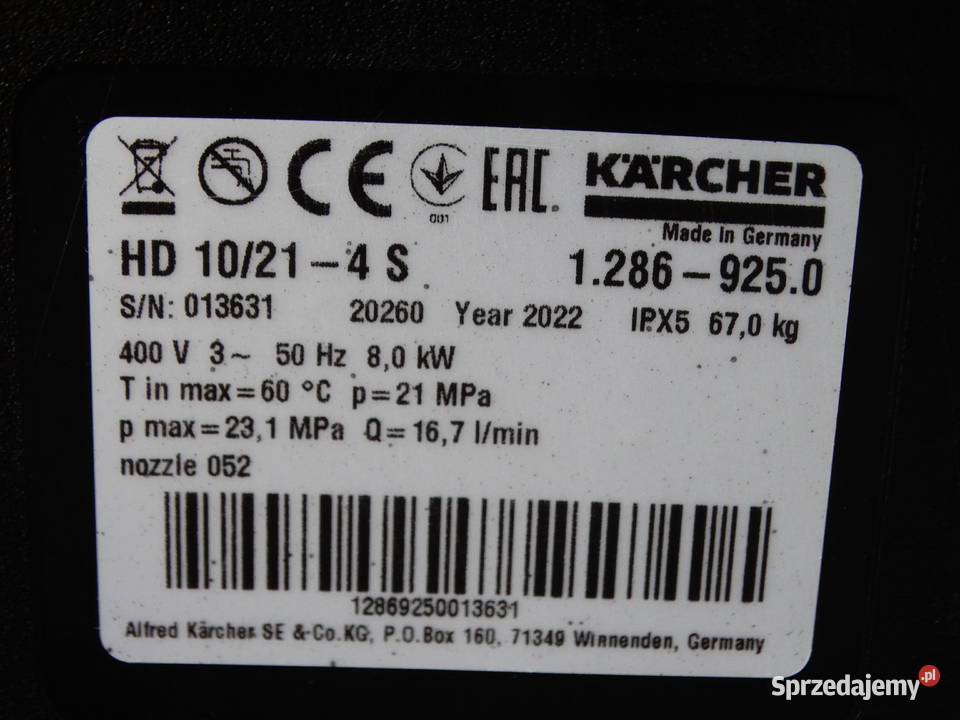 001
EAC
KÄRCHER
Made in Germany
HD 10/21–4 S 1.286–925.0
S/N: 013631 20260 Year 2022 IPX5 67,0 kg
400 V 3~ 50 Hz 8,0 kW
T in max=60 °C p=21 MPa
p max=23,1 MPa Q=16,7 l/min
nozzle 052
12869250013631
Alfred Kärcher SE & Co.KG, P.O.Box 160, 71349 Winnenden, Germany
Sprzedajemy.pl